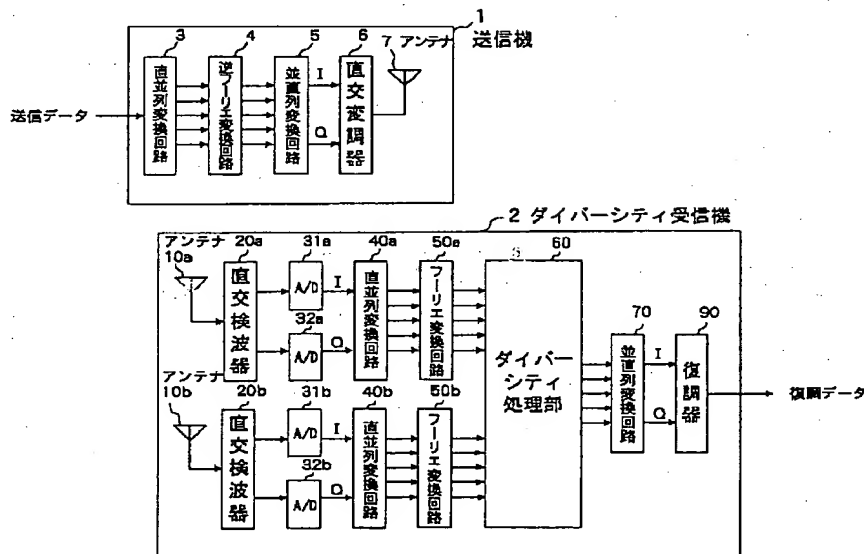 1
送信機
3
4
5
6
7 アンテナ
送信データ
直並列変換回路
逆フーリエ変換回路
並直列変換回路
I
Q
直交変調器
2 ダイバーシティ受信機
アンテナ
10a
20a
31a
40a
50a
60
直交検波器
A/D
I
32a
A/D
Q
直並列変換回路
フーリエ変換回路
ダイバー
シティ
処理部
70
90
並直列変換回路
I
Q
復調器
復調データ
アンテナ
10b
20b
31b
40b
50b
直交検波器
A/D
I
32b
A/D
Q
直並列変換回路
フーリエ変換回路